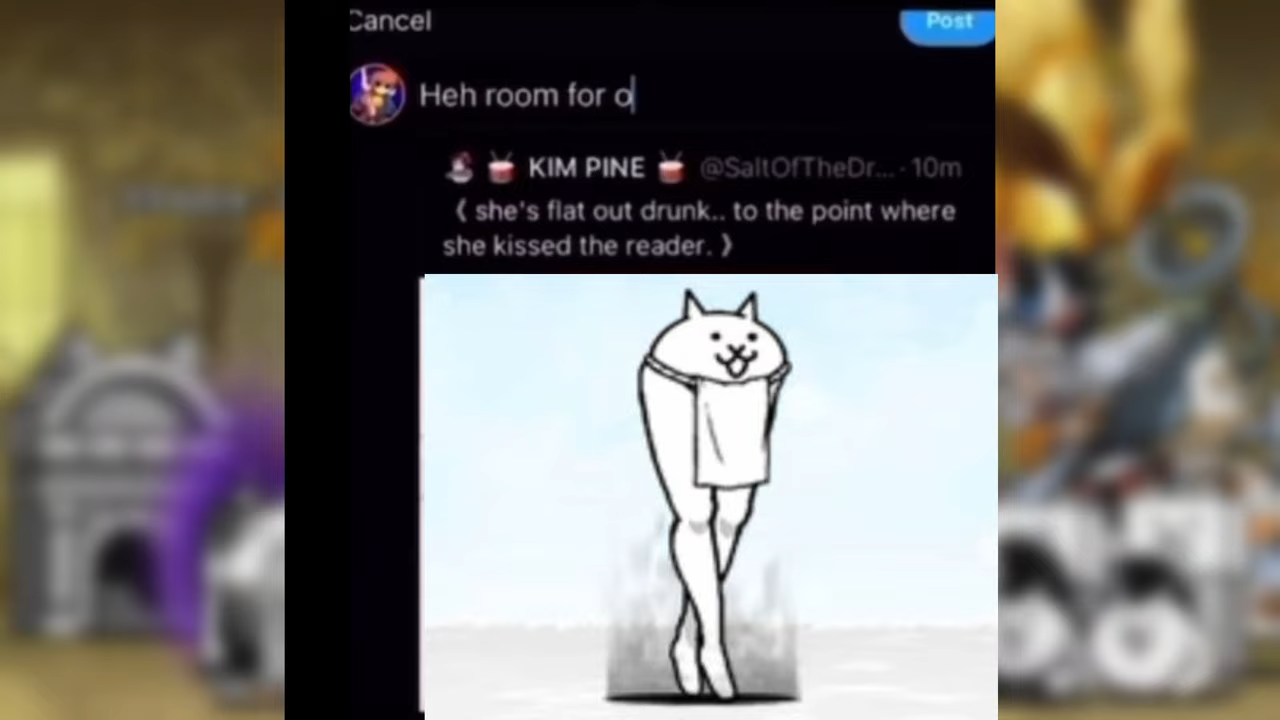 Cancel
Post
Heh room for o
KIM PINE @SaltOfTheDr... · 10m
《 she's flat out drunk.. to the point where
she kissed the reader. 》